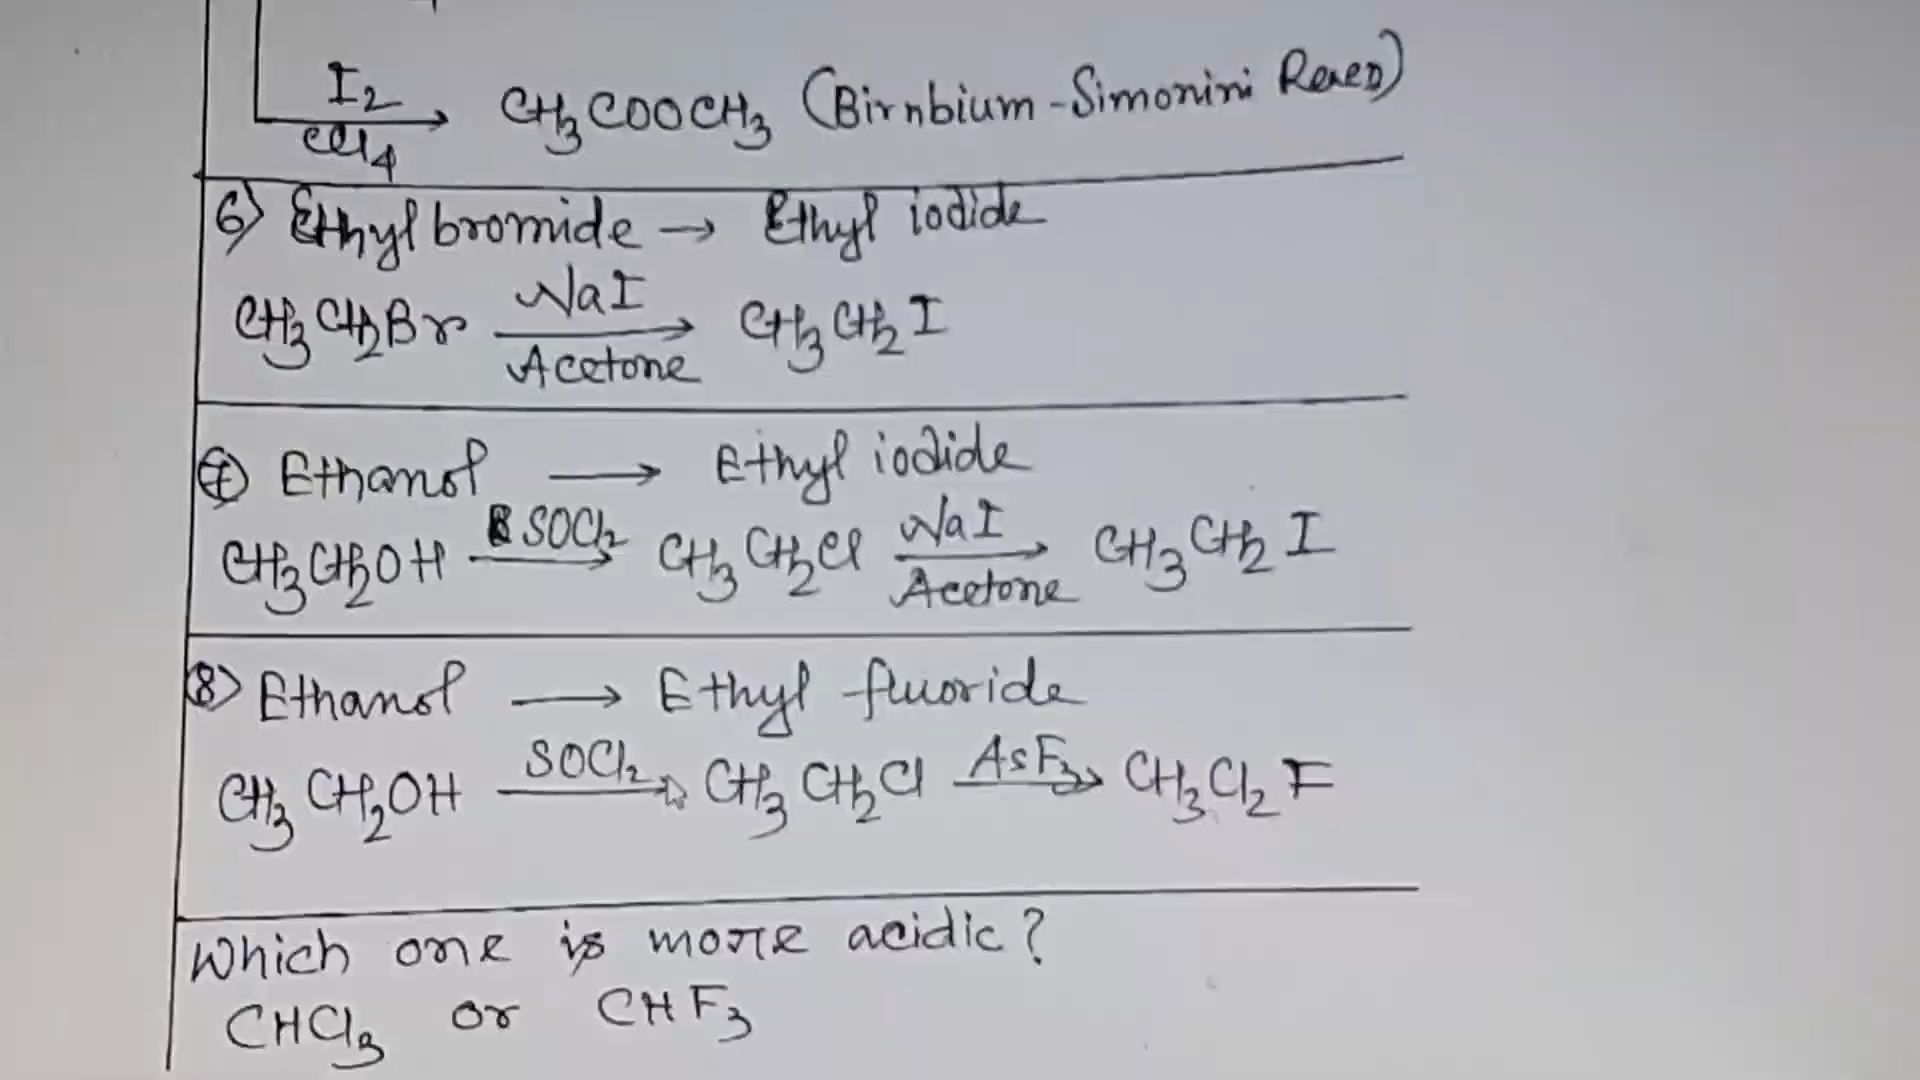 I₂
CCl₄ → CH₃COOCH₃ (Birnbium-Simonini
6) Ethyl bromide → Ethyl iodide
NaI
CH₃CH₂Br → CH₃CH₂I
Acetone
7) Ethanol → Ethyl iodide
SOCl₂ NaI
CH₃CH₂OH → CH₃CH₂Cl → CH₃CH₂I
Acetone
8) Ethanol → Ethyl fluoride
SOCl₂ AsF₃
CH₃CH₂OH → CH₃CH₂Cl → CH₃Cl₂F
Which one is more acidic?
CHCl₃ or CHF₃